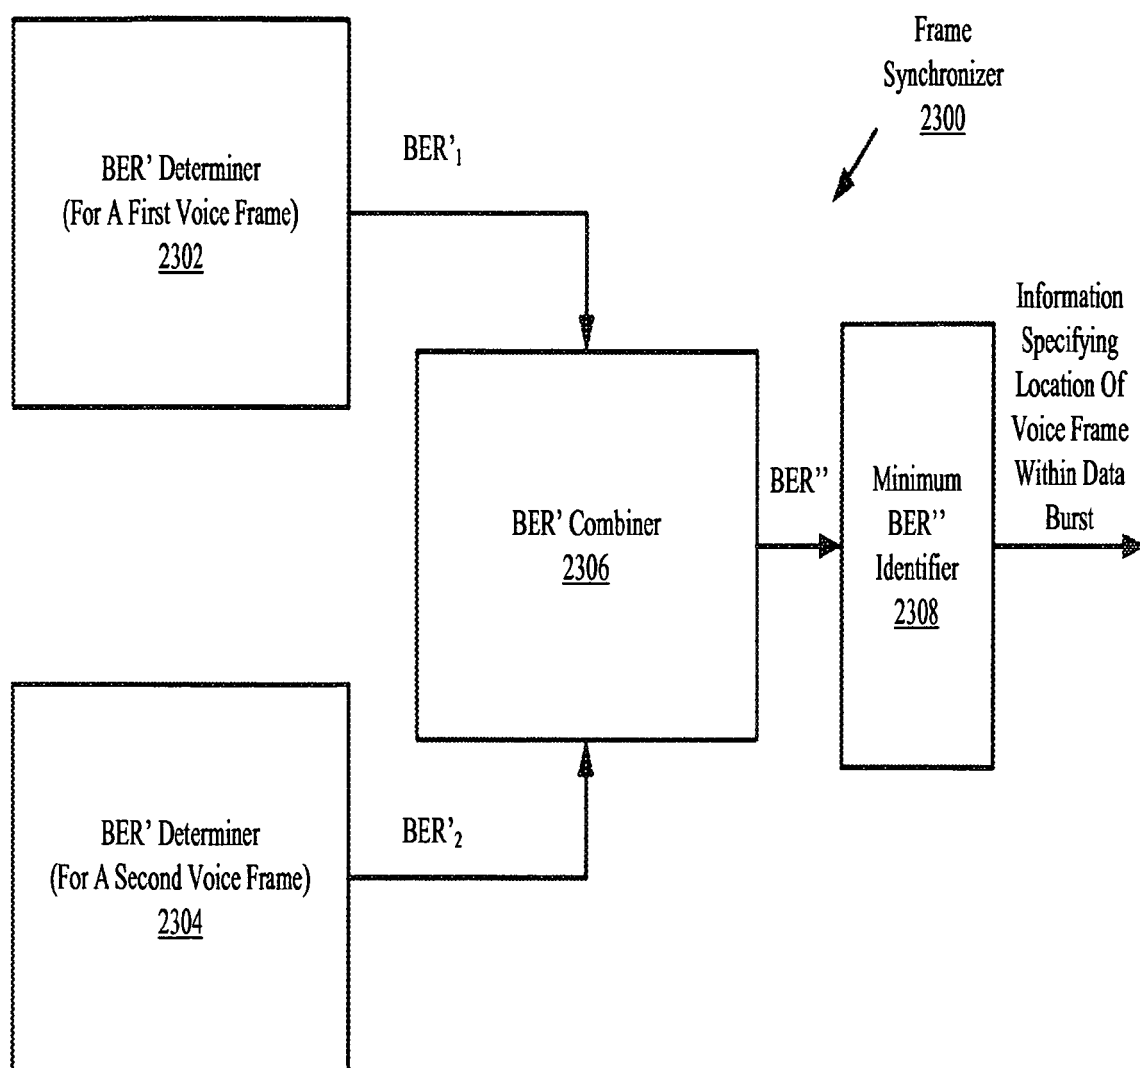 Frame
Synchronizer
2300
BER' Determiner
(For A First Voice Frame)
2302
BER'1
BER' Combiner
2306
BER''
Minimum
BER''
Identifier
2308
Information
Specifying
Location Of
Voice Frame
Within Data
Burst
BER' Determiner
(For A Second Voice Frame)
2304
BER'2